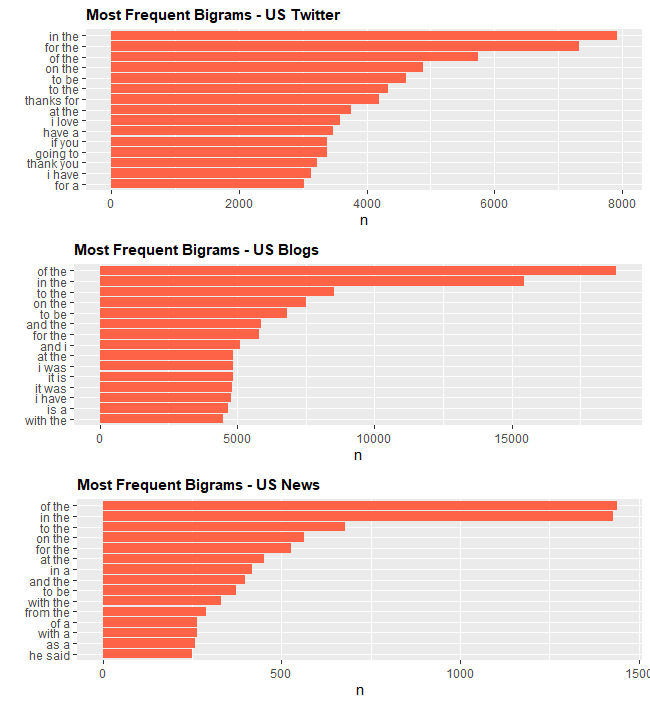 Most Frequent Bigrams - US Twitter
in the
for the
of the
on the
to be
to the
thanks for
at the
i love
have a
if you
going to
thank you
i have
for a
0 2000 4000 6000 8000
n
Most Frequent Bigrams - US Blogs
of the
in the
to the
on the
to be
and the
for the
and i
at the
i was
it is
it was
i have
is a
with the
0 5000 10000 15000
n
Most Frequent Bigrams - US News
of the
in the
to the
on the
for the
at the
in a
and the
to be
with the
from the
of a
with a
as a
he said
0 500 1000 1500
n